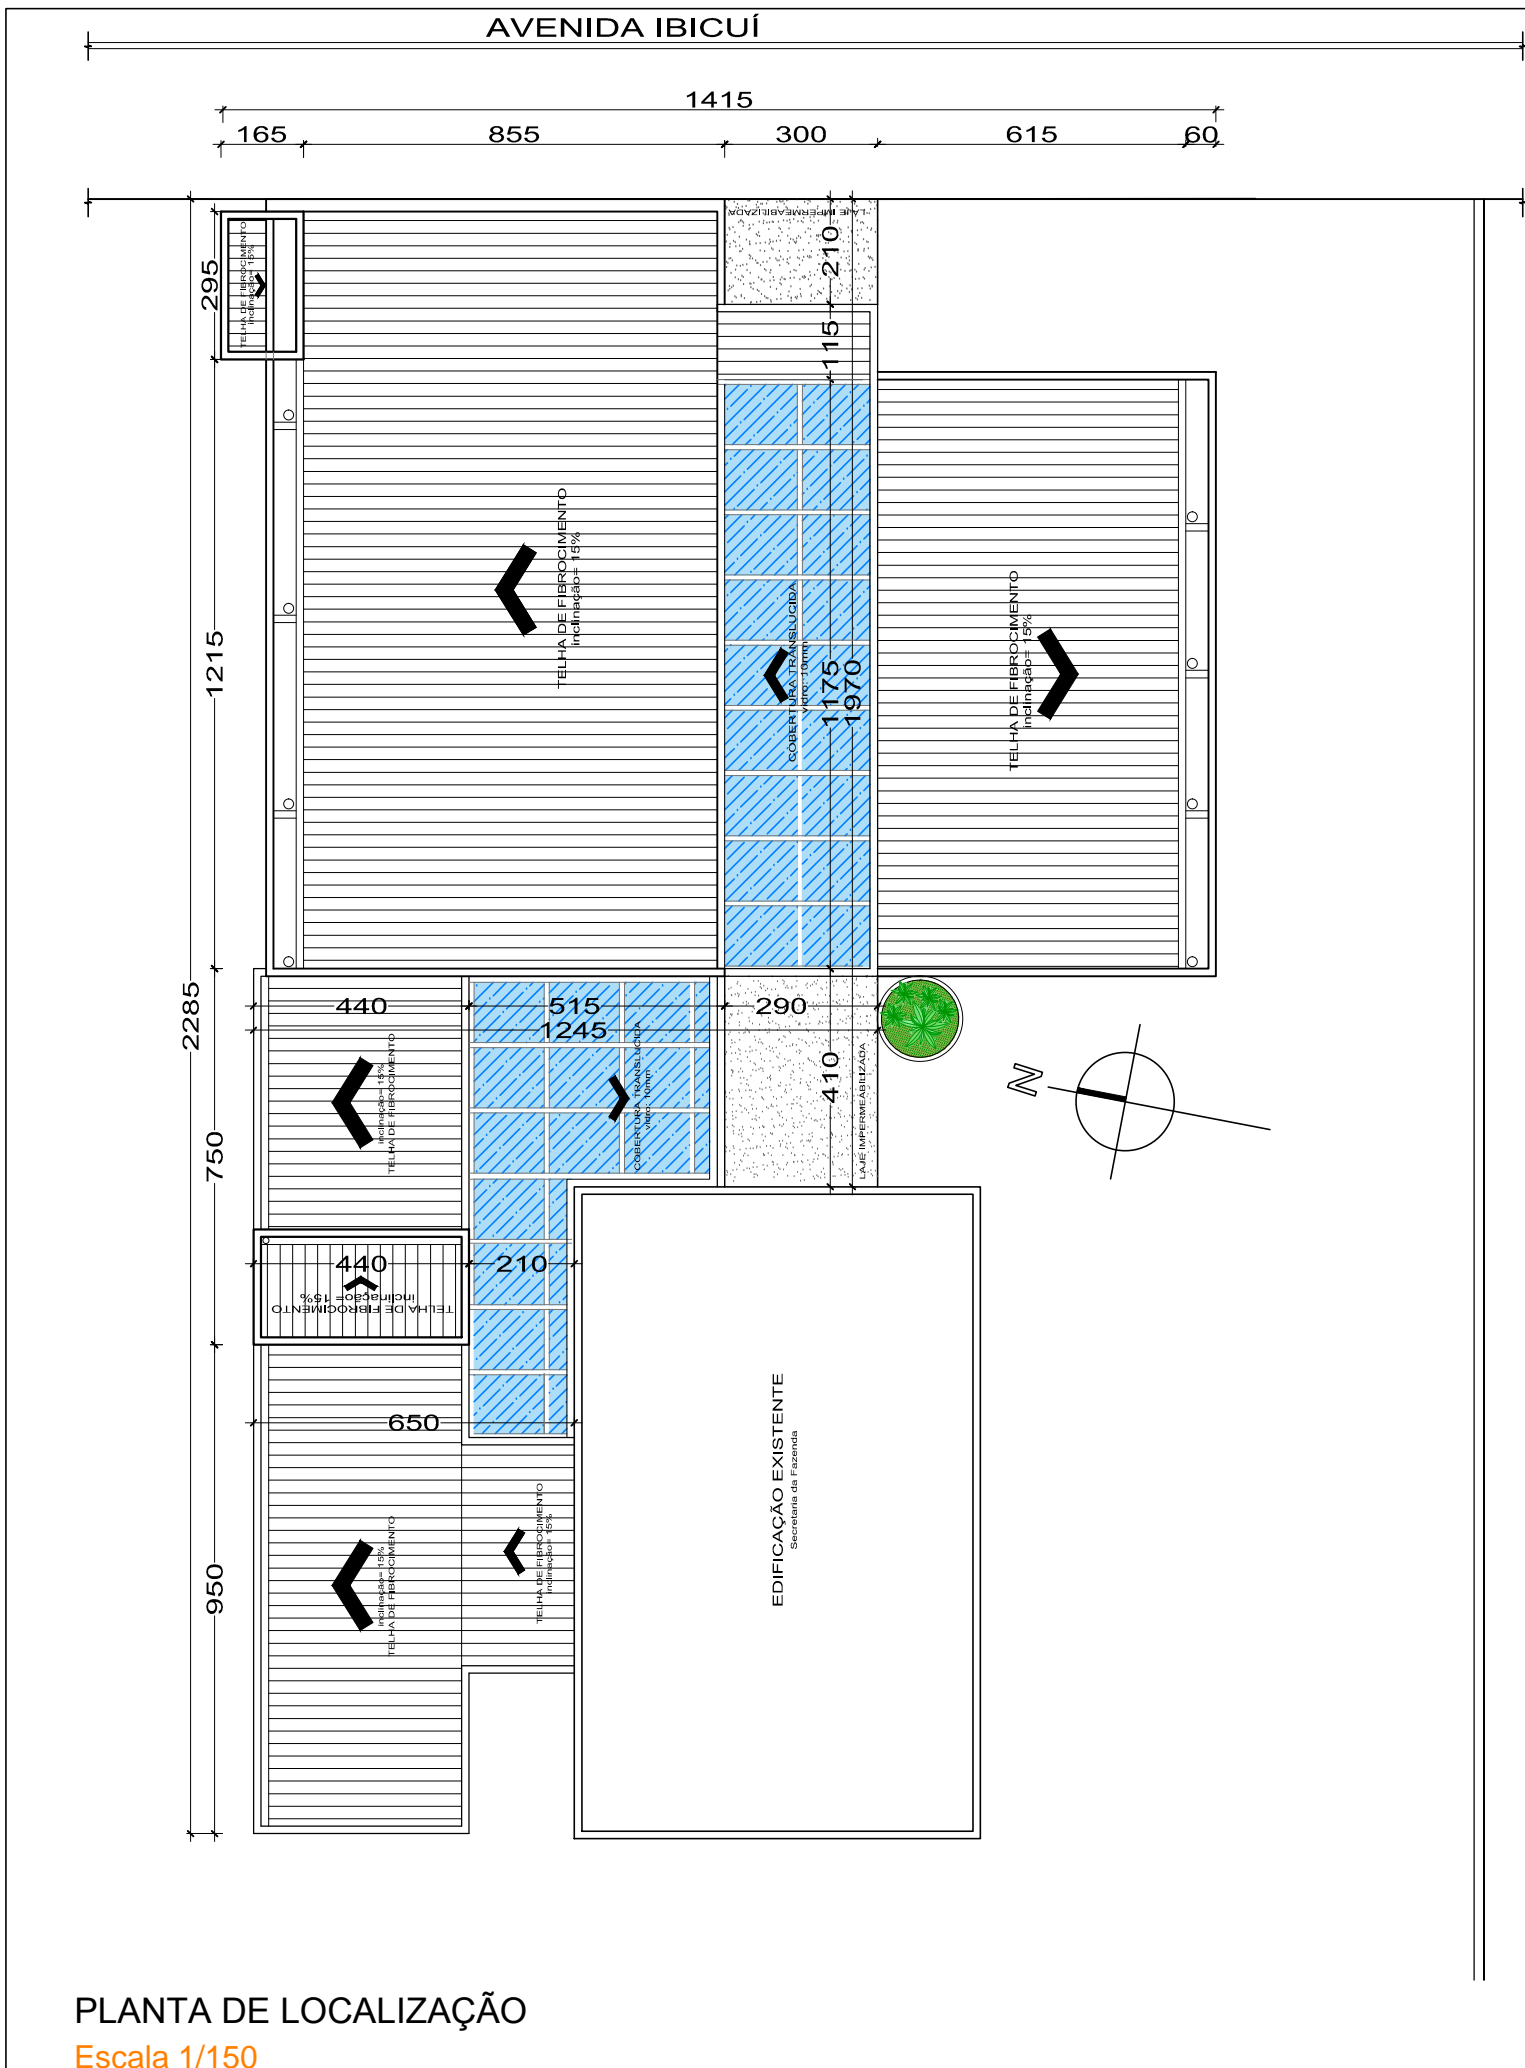 AVENIDA IBICUÍ
1415
165
855
300
615
60
LAJE IMPERMEABILIZADA
210
295
TELHA DE FIBROCIMENTO
inclinação= 15%
115
TELHA DE FIBROCIMENTO
inclinação= 15%
COBERTURA TRANSLUCIDA
vidro: 10mm
1175
1970
TELHA DE FIBROCIMENTO
inclinação= 15%
1215
2285
440
515
290
1245
inclinação= 15%
TELHA DE FIBROCIMENTO
COBERTURA TRANSLUCIDA
vidro: 10mm
410
LAJE IMPERMEABILIZADA
N
750
440
210
TELHA DE FIBROCIMENTO
inclinação= 15%
650
EDIFICAÇÃO EXISTENTE
Secretaria da Fazenda
950
inclinação= 15%
TELHA DE FIBROCIMENTO
TELHA DE FIBROCIMENTO
inclinação= 15%
PLANTA DE LOCALIZAÇÃO
Escala 1/150